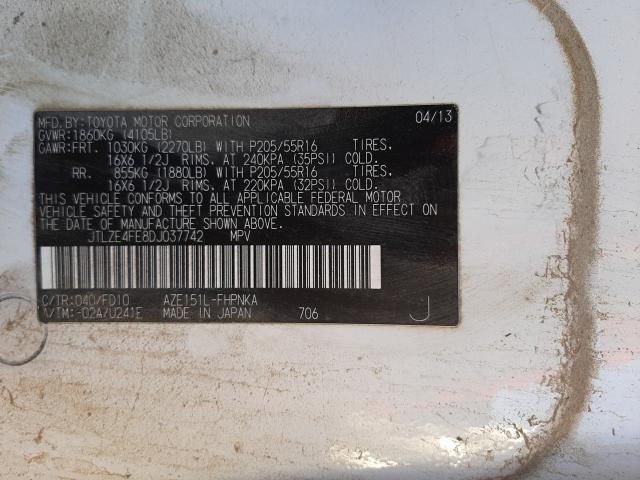 MFD.BY:TOYOTA MOTOR CORPORATION 04/13
GVWR:1860KG (4105LB)
GAWR:FRT. 1030KG (2270LB) WITH P205/55R16 TIRES.
16X6 1/2J RIMS. AT 240KPA (35PSI) COLD.
RR. 855KG (1880LB) WITH P205/55R16 TIRES.
16X6 1/2J RIMS. AT 220KPA (32PSI) COLD.
THIS VEHICLE CONFORMS TO ALL APPLICABLE FEDERAL MOTOR
VEHICLE SAFETY AND THEFT PREVENTION STANDARDS IN EFFECT ON
THE DATE OF MANUFACTURE SHOWN ABOVE.
JTLZE4FE8DJ037742 MPV
C/TR:040/FD10 AZE151L-FHPNKA
A/TM:-02A/U241E MADE IN JAPAN 706 J